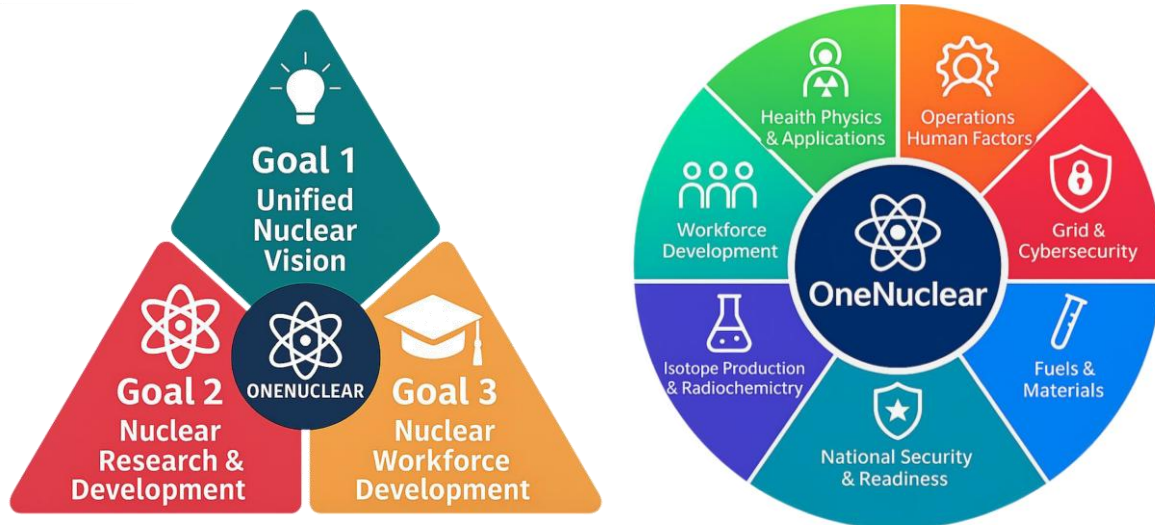 Goal 1
Unified
Nuclear
Vision
Goal 2
Nuclear
Research &
Development
ONENUCLEAR
Goal 3
Nuclear
Workforce
Development
Health Physics
& Applications
Operations
Human Factors
Grid &
Cybersecurity
Fuels &
Materials
National Security
& Readiness
Isotope Production
& Radiochemictry
Workforce
Development
OneNuclear